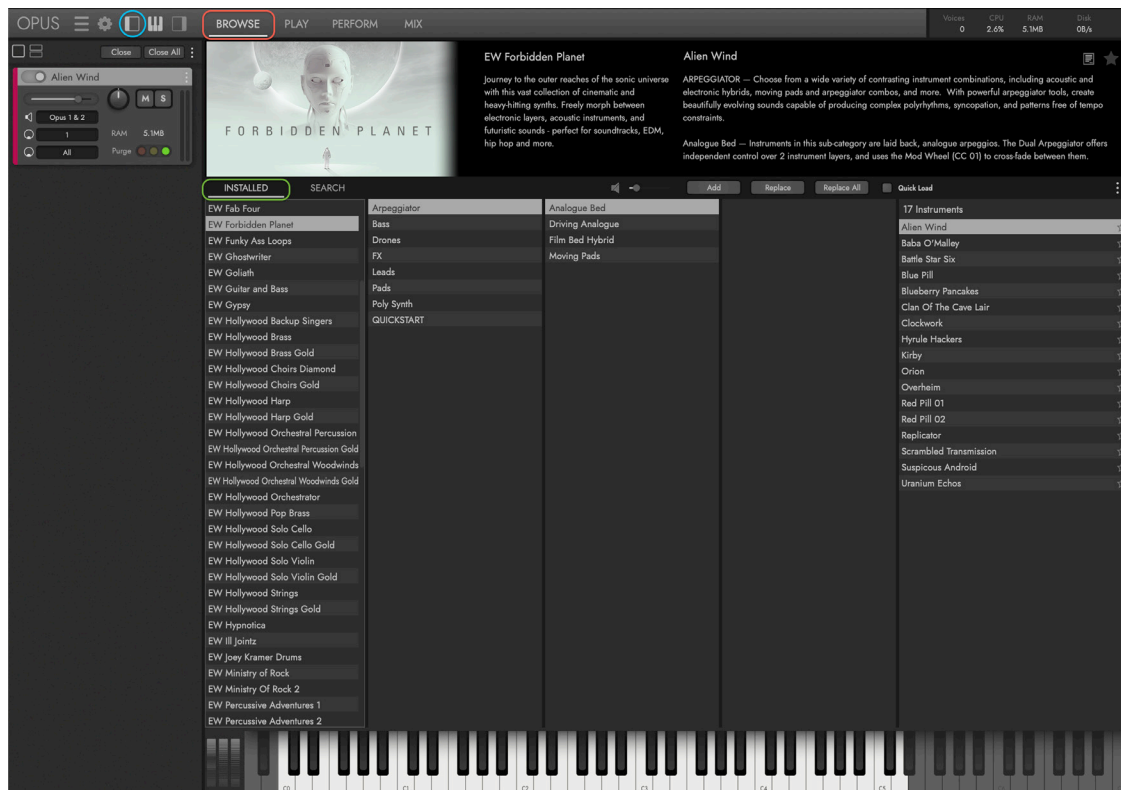 OPUS
BROWSE PLAY PERFORM MIX
Voices CPU RAM Disk
0 2.6% 5.1MB 0B/s
Close Close All
Alien Wind
M S
Opus 1 & 2
1 RAM 5.1MB
All Purge
FORBIDDEN PLANET
EW Forbidden Planet
Journey to the outer reaches of the sonic universe
with this vast collection of cinematic and
heavy-hitting synths. Freely morph between
electronic layers, acoustic instruments, and
futuristic sounds - perfect for soundtracks, EDM,
hip hop and more.
Alien Wind
ARPEGGIATOR — Choose from a wide variety of contrasting instrument combinations, including acoustic and
electronic hybrids, moving pads and arpeggiator combos, and more. With powerful arpeggiator tools, create
beautifully evolving sounds capable of producing complex polyrhythms, syncopation, and patterns free of tempo
constraints.
Analogue Bed — Instruments in this sub-category are laid back, analogue arpeggios. The Dual Arpeggiator offers
independent control over 2 instrument layers, and uses the Mod Wheel (CC 01) to cross-fade between them.
INSTALLED SEARCH
Add Replace Replace All Quick Load
EW Fab Four
EW Forbidden Planet
EW Funky Ass Loops
EW Ghostwriter
EW Goliath
EW Guitar and Bass
EW Gypsy
EW Hollywood Backup Singers
EW Hollywood Brass
EW Hollywood Brass Gold
EW Hollywood Choirs Diamond
EW Hollywood Choirs Gold
EW Hollywood Harp
EW Hollywood Harp Gold
EW Hollywood Orchestral Percussion
EW Hollywood Orchestral Percussion Gold
EW Hollywood Orchestral Woodwinds
EW Hollywood Orchestral Woodwinds Gold
EW Hollywood Orchestrator
EW Hollywood Pop Brass
EW Hollywood Solo Cello
EW Hollywood Solo Cello Gold
EW Hollywood Solo Violin
EW Hollywood Solo Violin Gold
EW Hollywood Strings
EW Hollywood Strings Gold
EW Hypnotica
EW Ill Jointz
EW Joey Kramer Drums
EW Ministry of Rock
EW Ministry Of Rock 2
EW Percussive Adventures 1
EW Percussive Adventures 2
Arpeggiator
Bass
Drones
FX
Leads
Pads
Poly Synth
QUICKSTART
Analogue Bed
Driving Analogue
Film Bed Hybrid
Moving Pads
17 Instruments
Alien Wind
Baba O'Malley
Battle Star Six
Blue Pill
Blueberry Pancakes
Clan Of The Cave Lair
Clockwork
Hyrule Hackers
Kirby
Orion
Overheim
Red Pill 01
Red Pill 02
Replicator
Scrambled Transmission
Suspicous Android
Uranium Echos
C0 C1 C2 C3 C4 C5